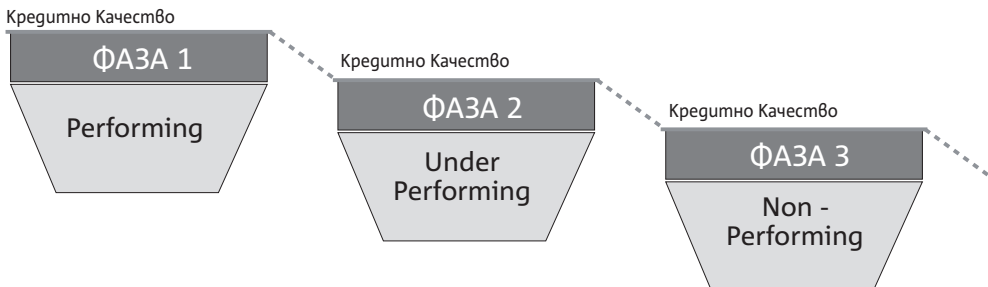 Кредитно Качество
ФАЗА 1
Performing
Кредитно Качество
ФАЗА 2
Under
Performing
Кредитно Качество
ФАЗА 3
Non -
Performing